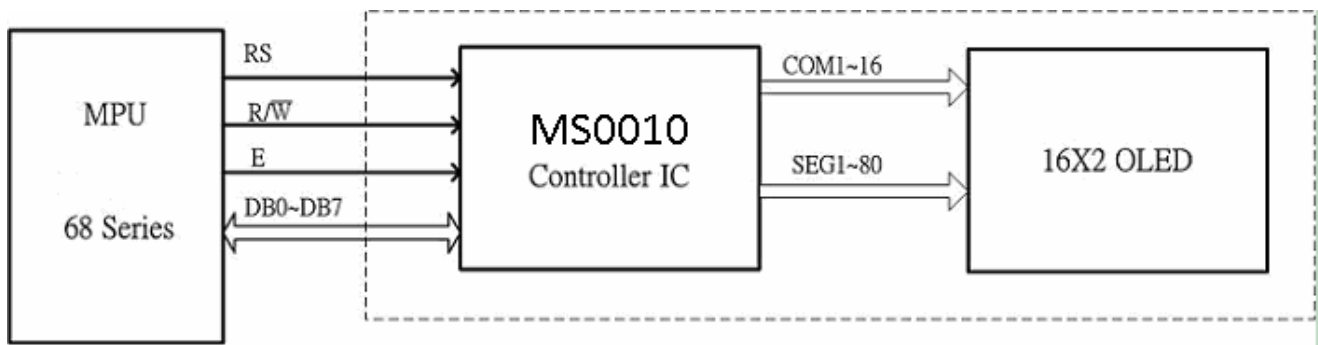 MPU
68 Series
RS
R/W̅
E
DB0~DB7
MS0010
Controller IC
COM1~16
SEG1~80
16X2 OLED